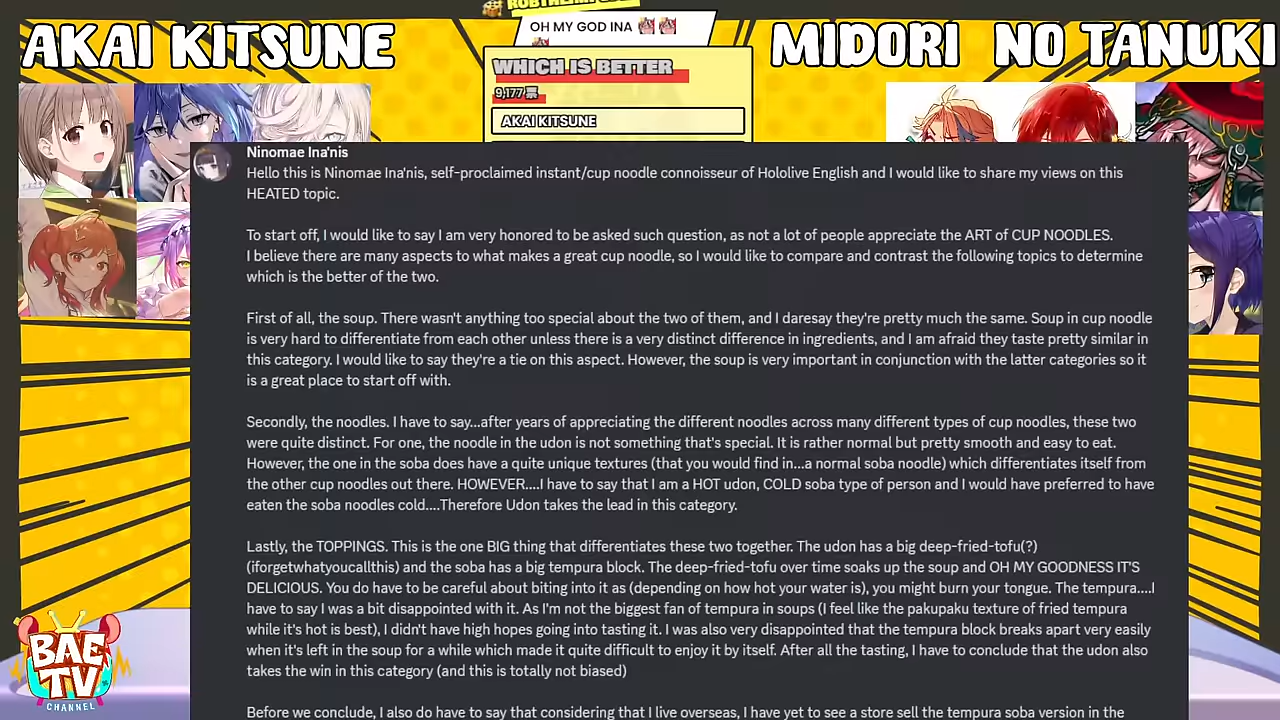 ROBTHERA
AKAI KITSUNE
OH MY GOD INA
MIDORI NO TANUKI
WHICH IS BETTER
9,177票
AKAI KITSUNE
Ninomae Ina'nis
Hello this is Ninomae Ina'nis, self-proclaimed instant/cup noodle connoisseur of Hololive English and I would like to share my views on this
HEATED topic.
To start off, I would like to say I am very honored to be asked such question, as not a lot of people appreciate the ART of CUP NOODLES.
I believe there are many aspects to what makes a great cup noodle, so I would like to compare and contrast the following topics to determine
which is the better of the two.
First of all, the soup. There wasn't anything too special about the two of them, and I daresay they're pretty much the same. Soup in cup noodle
is very hard to differentiate from each other unless there is a very distinct difference in ingredients, and I am afraid they taste pretty similar in
this category. I would like to say they're a tie on this aspect. However, the soup is very important in conjunction with the latter categories so it
is a great place to start off with.
Secondly, the noodles. I have to say...after years of appreciating the different noodles across many different types of cup noodles, these two
were quite distinct. For one, the noodle in the udon is not something that's special. It is rather normal but pretty smooth and easy to eat.
However, the one in the soba does have a quite unique textures (that you would find in...a normal soba noodle) which differentiates itself from
the other cup noodles out there. HOWEVER....I have to say that I am a HOT udon, COLD soba type of person and I would have preferred to have
eaten the soba noodles cold....Therefore Udon takes the lead in this category.
Lastly, the TOPPINGS. This is the one BIG thing that differentiates these two together. The udon has a big deep-fried-tofu(?)
(iforgetwhatyoucallthis) and the soba has a big tempura block. The deep-fried-tofu over time soaks up the soup and OH MY GOODNESS IT'S
DELICIOUS. You do have to be careful about biting into it as (depending on how hot your water is), you might burn your tongue. The tempura....I
have to say I was a bit disappointed with it. As I'm not the biggest fan of tempura in soups (I feel like the pakupaku texture of fried tempura
while it's hot is best), I didn't have high hopes going into tasting it. I was also very disappointed that the tempura block breaks apart very easily
when it's left in the soup for a while which made it quite difficult to enjoy it by itself. After all the tasting, I have to conclude that the udon also
takes the win in this category (and this is totally not biased)
Before we conclude, I also do have to say that considering that I live overseas, I have yet to see a store sell the tempura soba version in the
BAE
TV
CHANNEL